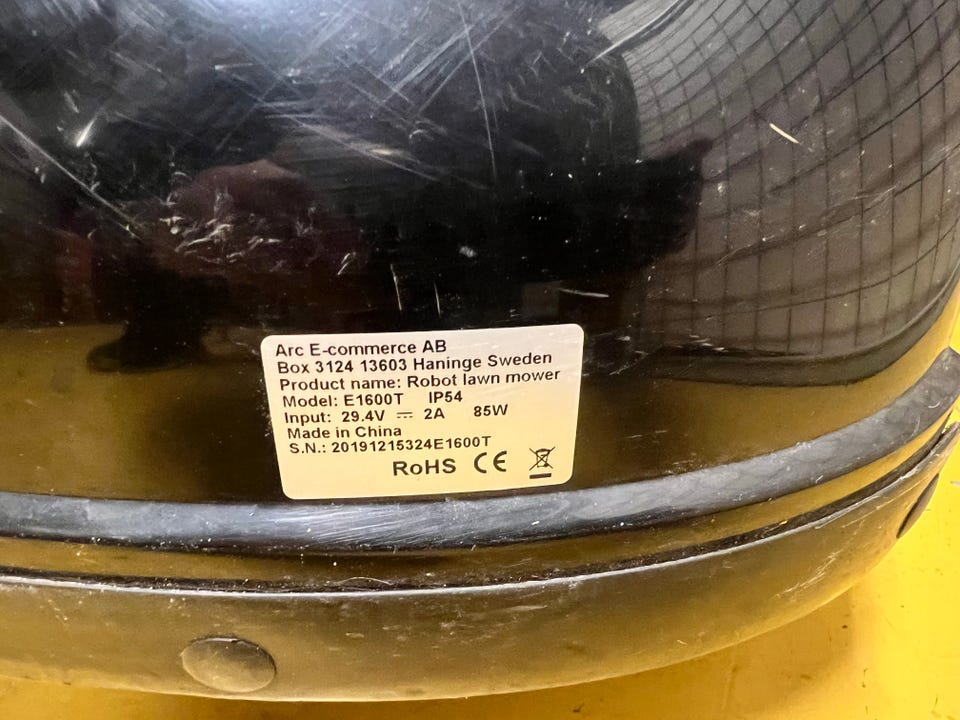 Arc E-commerce AB
Box 3124 13603 Haninge Sweden
Product name: Robot lawn mower
Model: E1600T IP54
Input: 29.4V ⎓ 2A 85W
Made in China
S.N.: 20191215324E1600T
RoHS CE